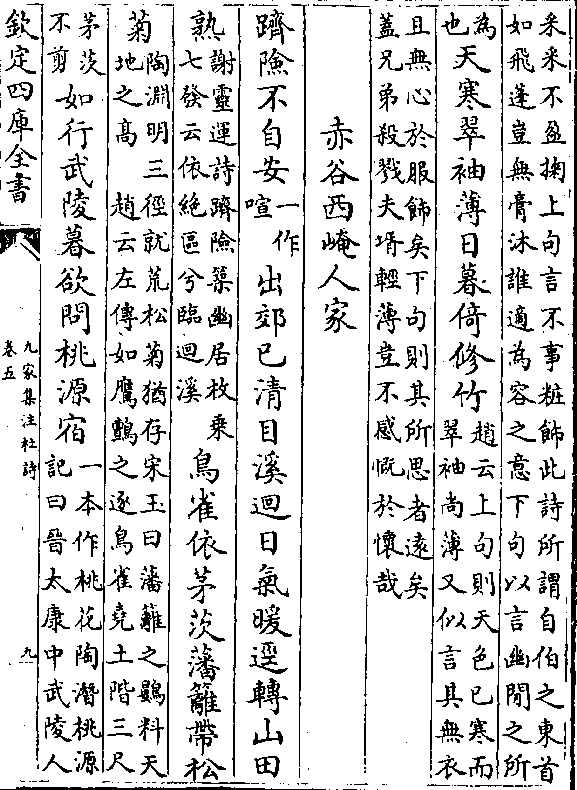 采采不盈掬上句言不事粧飾此詩所謂自伯之東首
如飛蓬豈無膏沐誰適為容之意下句以言幽閒之所
為
也天寒翠袖薄日暮倚修竹
趙云上句則天色已寒而
翠袖尚薄又似言其無衣
且無心於服飾矣下句則其所思者遠矣
蓋兄弟殺戮夫壻輕薄豈不感慨於懷哉
赤谷西崦人家
躋險不自安
一作
喧
出郊已清目溪迴日氣暖逕轉山田
熟
謝靈運詩躋險築幽居枚乗
七發云依絶區兮臨迴溪
鳥雀依茅茨藩籬帶松
菊
陶淵明三徑就荒松菊猶存宋玉曰藩籬之鷃料天
地之髙 趙云左傳如鷹鸇之逐鳥雀堯土階三尺
茅茨
不剪
如行武陵暮欲問桃源宿
一本作桃花陶潛桃源
記曰晉太康中武陵人
欽定四庫全書
九家集注杜詩
卷五
九